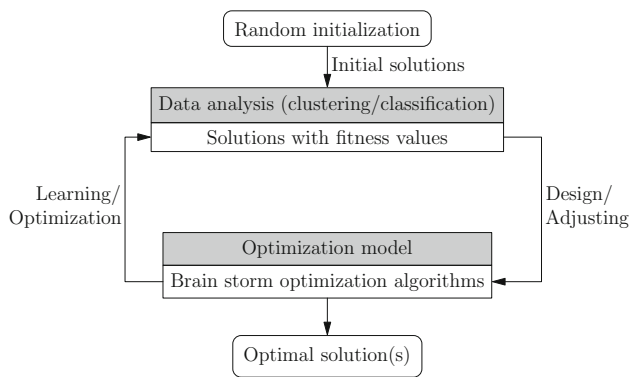 Random initialization
Initial solutions
Data analysis (clustering/classification)
Solutions with fitness values
Learning/
Optimization
Design/
Adjusting
Optimization model
Brain storm optimization algorithms
Optimal solution(s)